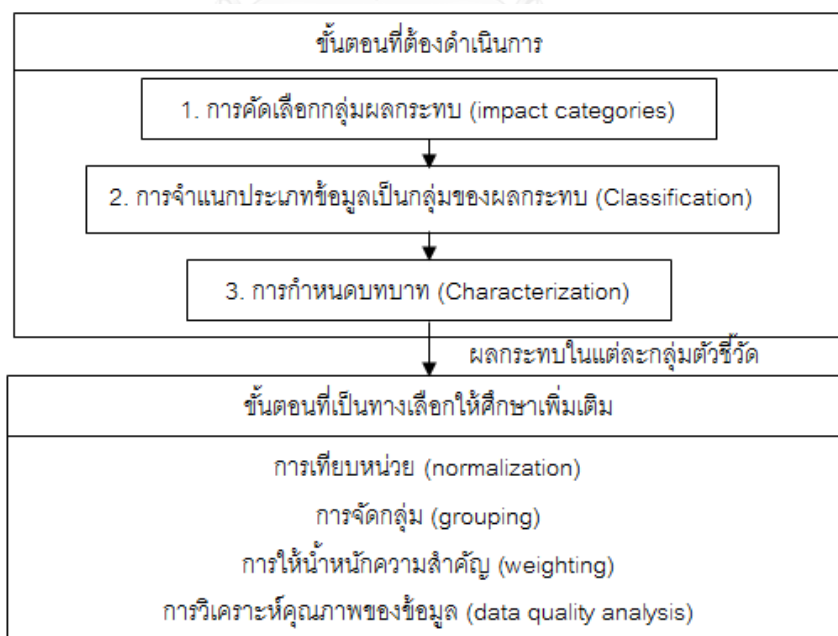 ขั้นตอนที่ต้องดำเนินการ
1. การคัดเลือกกลุ่มผลกระทบ (impact categories)
2. การจำแนกประเภทข้อมูลเป็นกลุ่มของผลกระทบ (Classification)
3. การกำหนดบทบาท (Characterization)
ผลกระทบในแต่ละกลุ่มตัวชี้วัด
ขั้นตอนที่เป็นทางเลือกให้ศึกษาเพิ่มเติม
การเทียบหน่วย (normalization)
การจัดกลุ่ม (grouping)
การให้น้ำหนักความสำคัญ (weighting)
การวิเคราะห์คุณภาพของข้อมูล (data quality analysis)